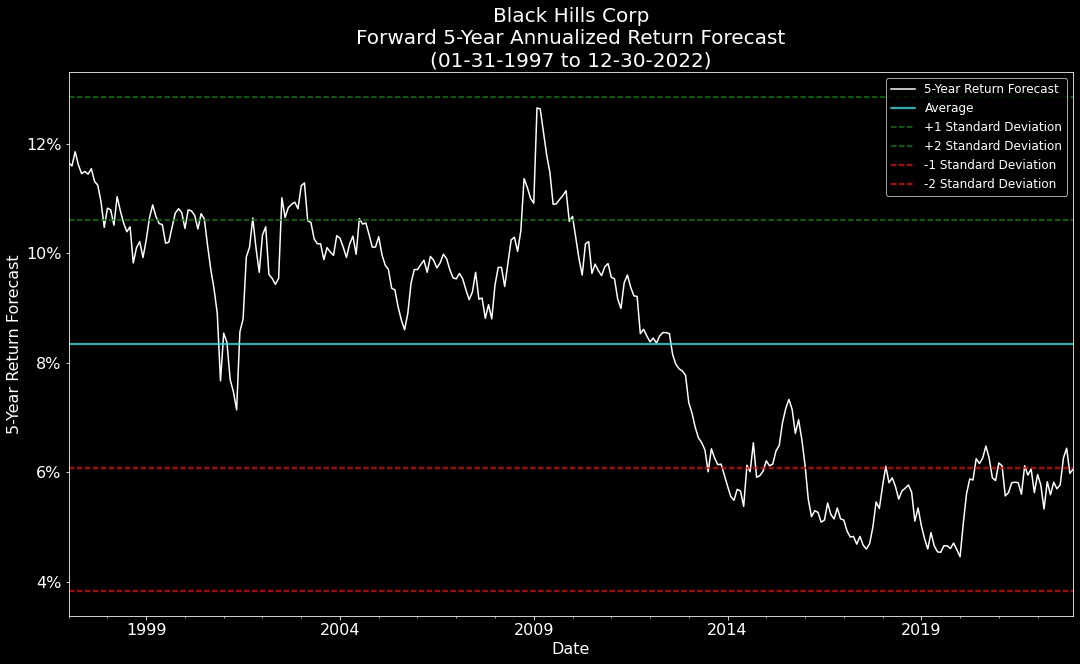 Black Hills Corp
Forward 5-Year Annualized Return Forecast
(01-31-1997 to 12-30-2022)
5-Year Return Forecast
Average
+1 Standard Deviation
+2 Standard Deviation
-1 Standard Deviation
-2 Standard Deviation
5-Year Return Forecast
12%
10%
8%
6%
4%
1999
2004
2009
2014
2019
Date